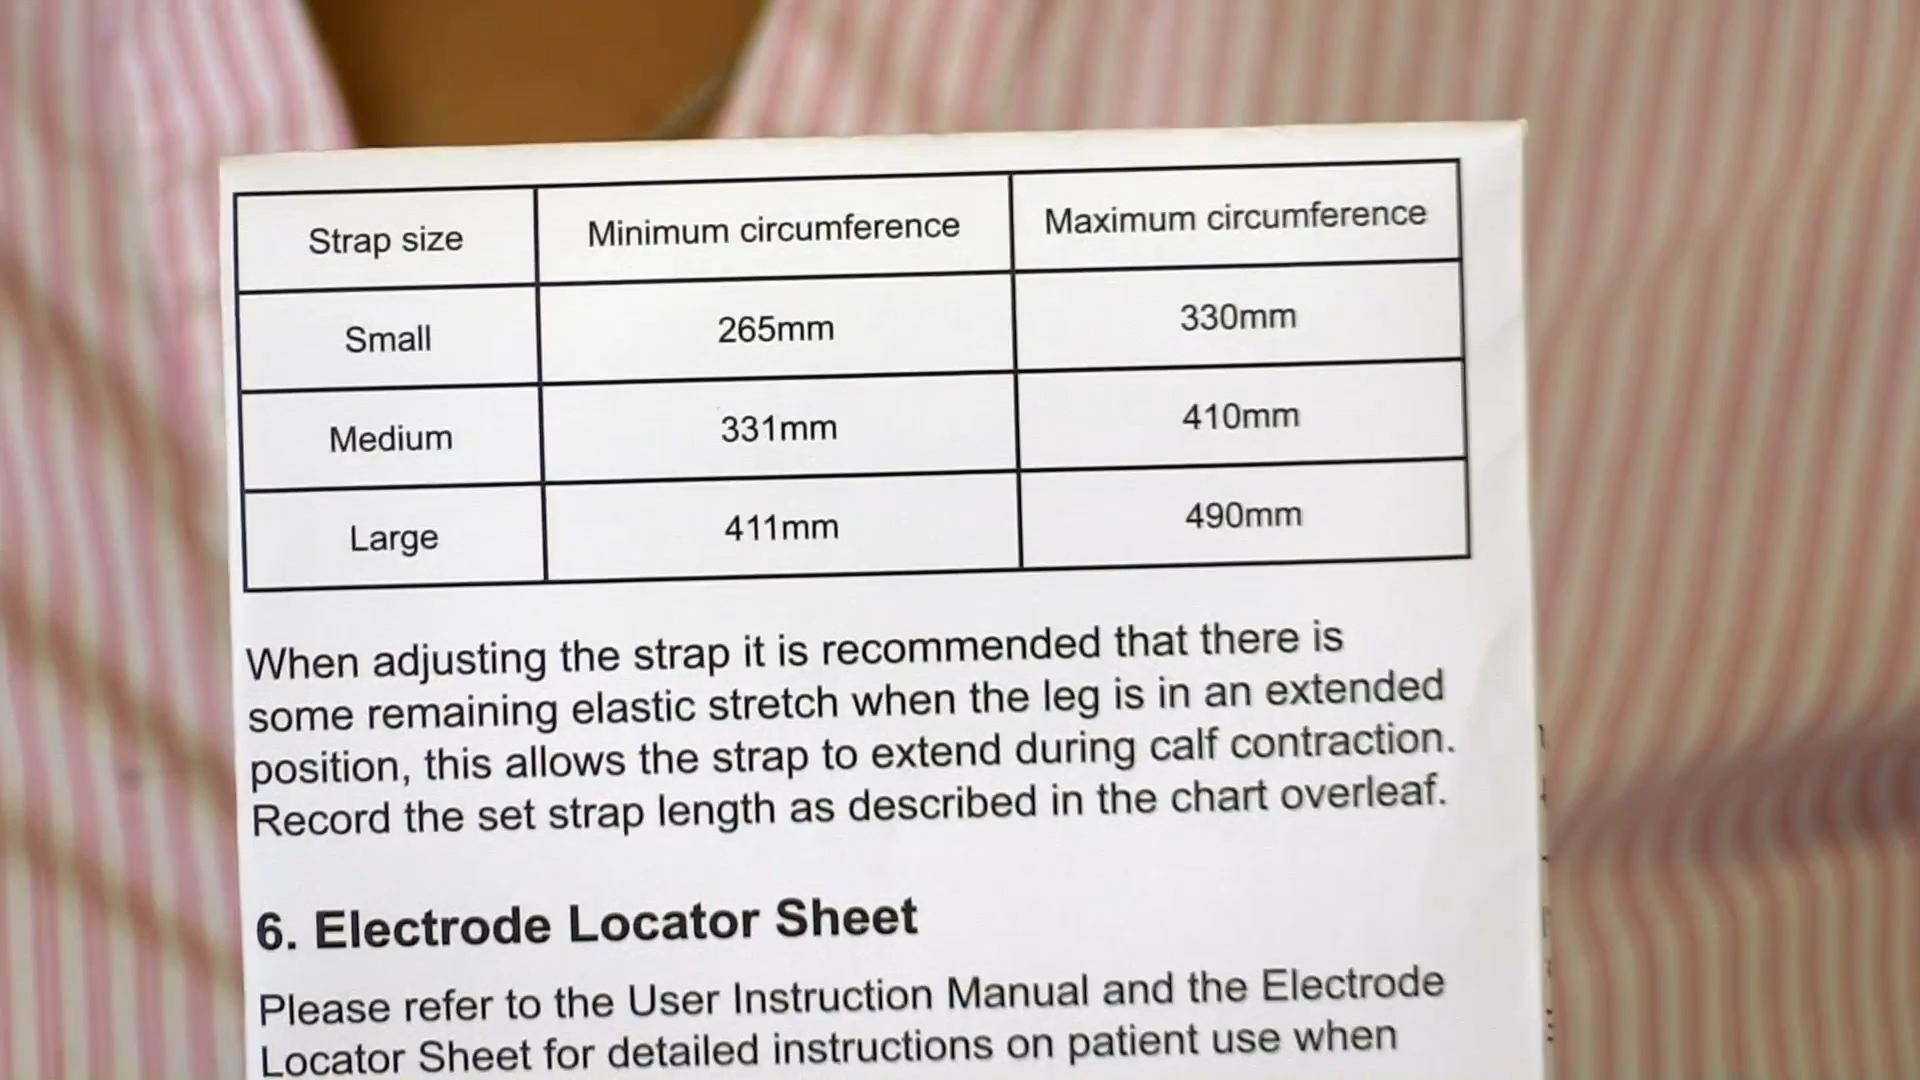 Strap size Minimum circumference Maximum circumference
Small 265mm 330mm
Medium 331mm 410mm
Large 411mm 490mm
When adjusting the strap it is recommended that there is
some remaining elastic stretch when the leg is in an extended
position, this allows the strap to extend during calf contraction.
Record the set strap length as described in the chart overleaf.
6. Electrode Locator Sheet
Please refer to the User Instruction Manual and the Electrode
Locator Sheet for detailed instructions on patient use when